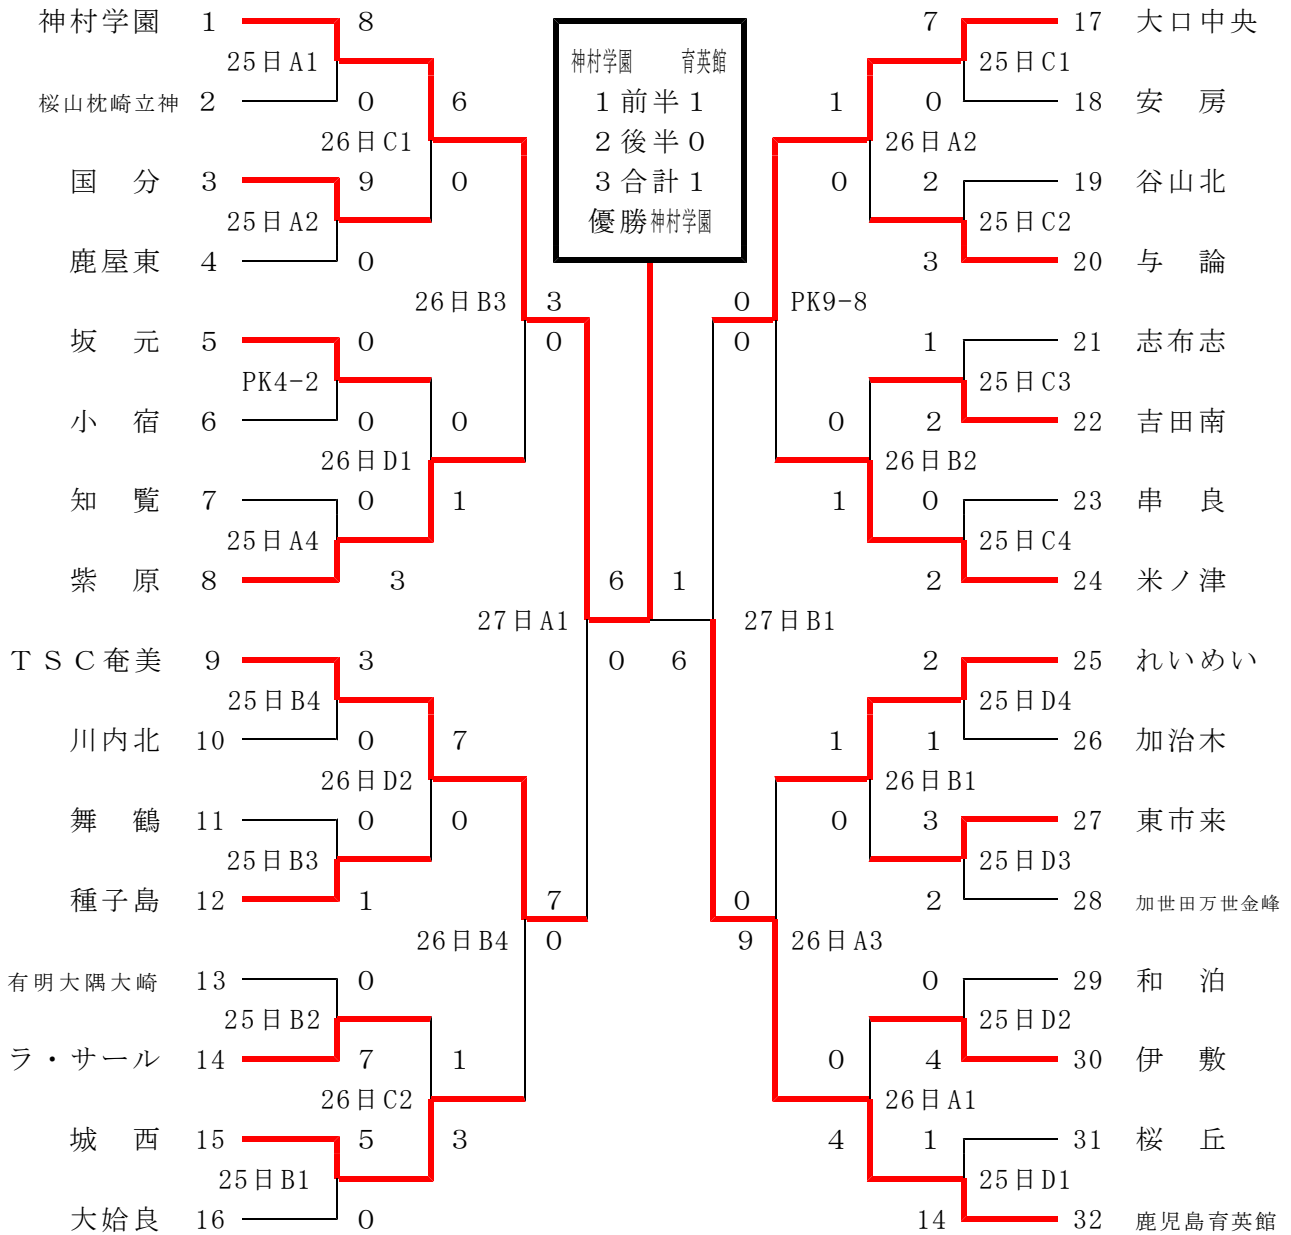 神村学園 1 8 7 17 大口中央
神村学園 育英館
25日A1 25日C1
桜山枕崎立神 2 0 6 1前半1 1 0 18 安 房
26日C1 2後半0 26日A2
国 分 3 9 0 3合計1 0 2 19 谷山北
25日A2 優勝神村学園 25日C2
鹿屋東 4 0 3 20 与 論
26日B3 3 0 PK9-8
坂 元 5 0 0 0 1 21 志布志
PK4-2 25日C3
小 宿 6 0 0 0 2 22 吉田南
26日D1 26日B2
知 覧 7 0 1 1 0 23 串 良
25日A4 25日C4
紫 原 8 3 6 1 2 24 米ノ津
27日A1 27日B1
TSC奄美 9 3 0 6 2 25 れいめい
25日B4 25日D4
川内北 10 0 7 1 1 26 加治木
26日D2 26日B1
舞 鶴 11 0 0 0 3 27 東市来
25日B3 25日D3
種子島 12 1 7 0 2 28 加世田万世金峰
26日B4 0 9 26日A3
有明大隅大崎 13 0 0 29 和 泊
25日B2 25日D2
ラ・サール 14 7 1 0 4 30 伊 敷
26日C2 26日A1
城 西 15 5 3 4 1 31 桜 丘
25日B1 25日D1
大姶良 16 0 14 32 鹿児島育英館